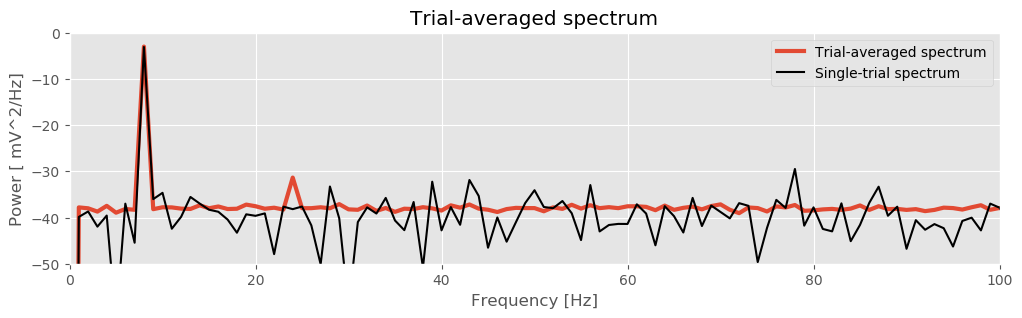 Trial-averaged spectrum
Power [ mV^2/Hz]
0
−10
−20
−30
−40
−50
Trial-averaged spectrum
Single-trial spectrum
0 20 40 60 80 100
Frequency [Hz]